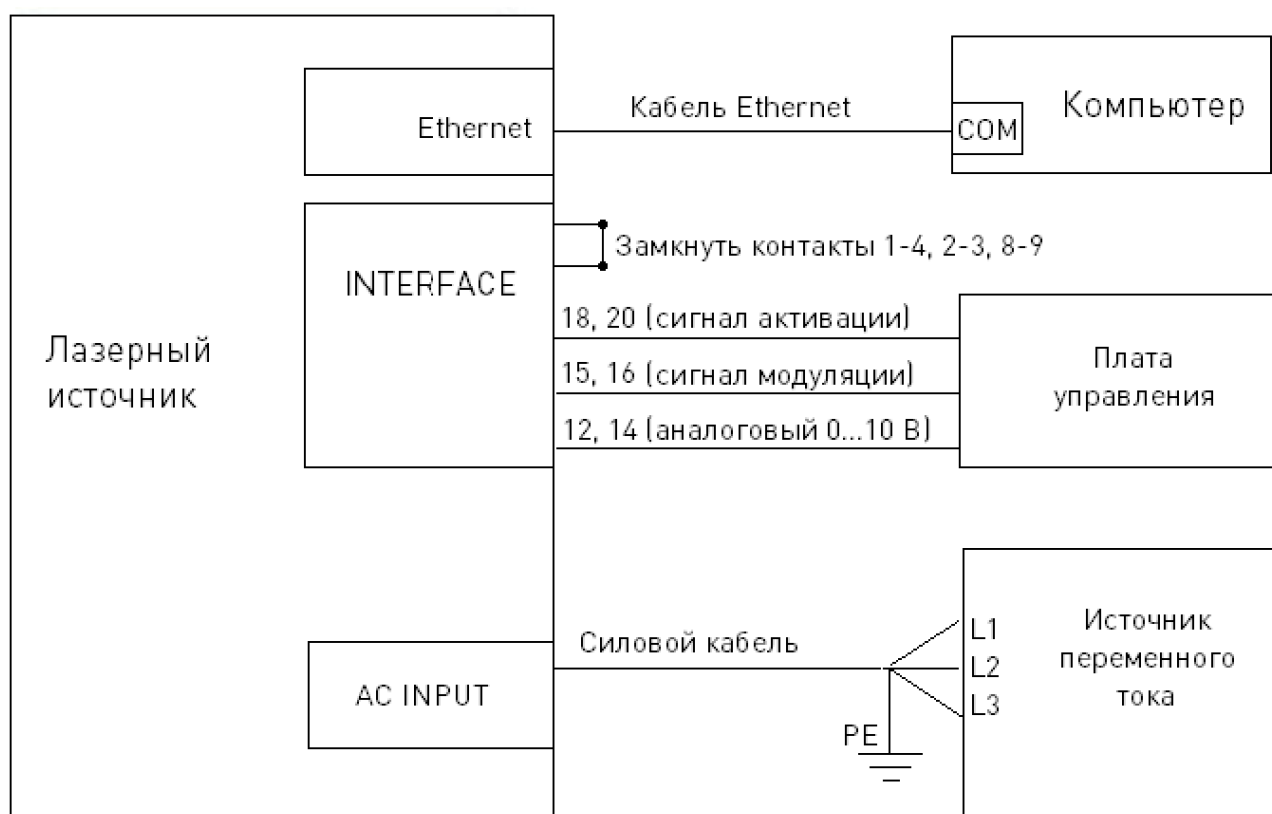 Ethernet
Кабель Ethernet
COM
Компьютер
INTERFACE
Замкнуть контакты 1-4, 2-3, 8-9
Лазерный
источник
18, 20 (сигнал активации)
15, 16 (сигнал модуляции)
12, 14 (аналоговый 0...10 В)
Плата
управления
AC INPUT
Силовой кабель
PE
L1
L2
L3
Источник
переменного
тока